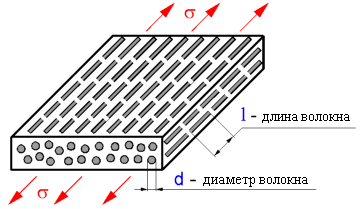 σ
l - длина волокна
d - диаметр волокна
σ